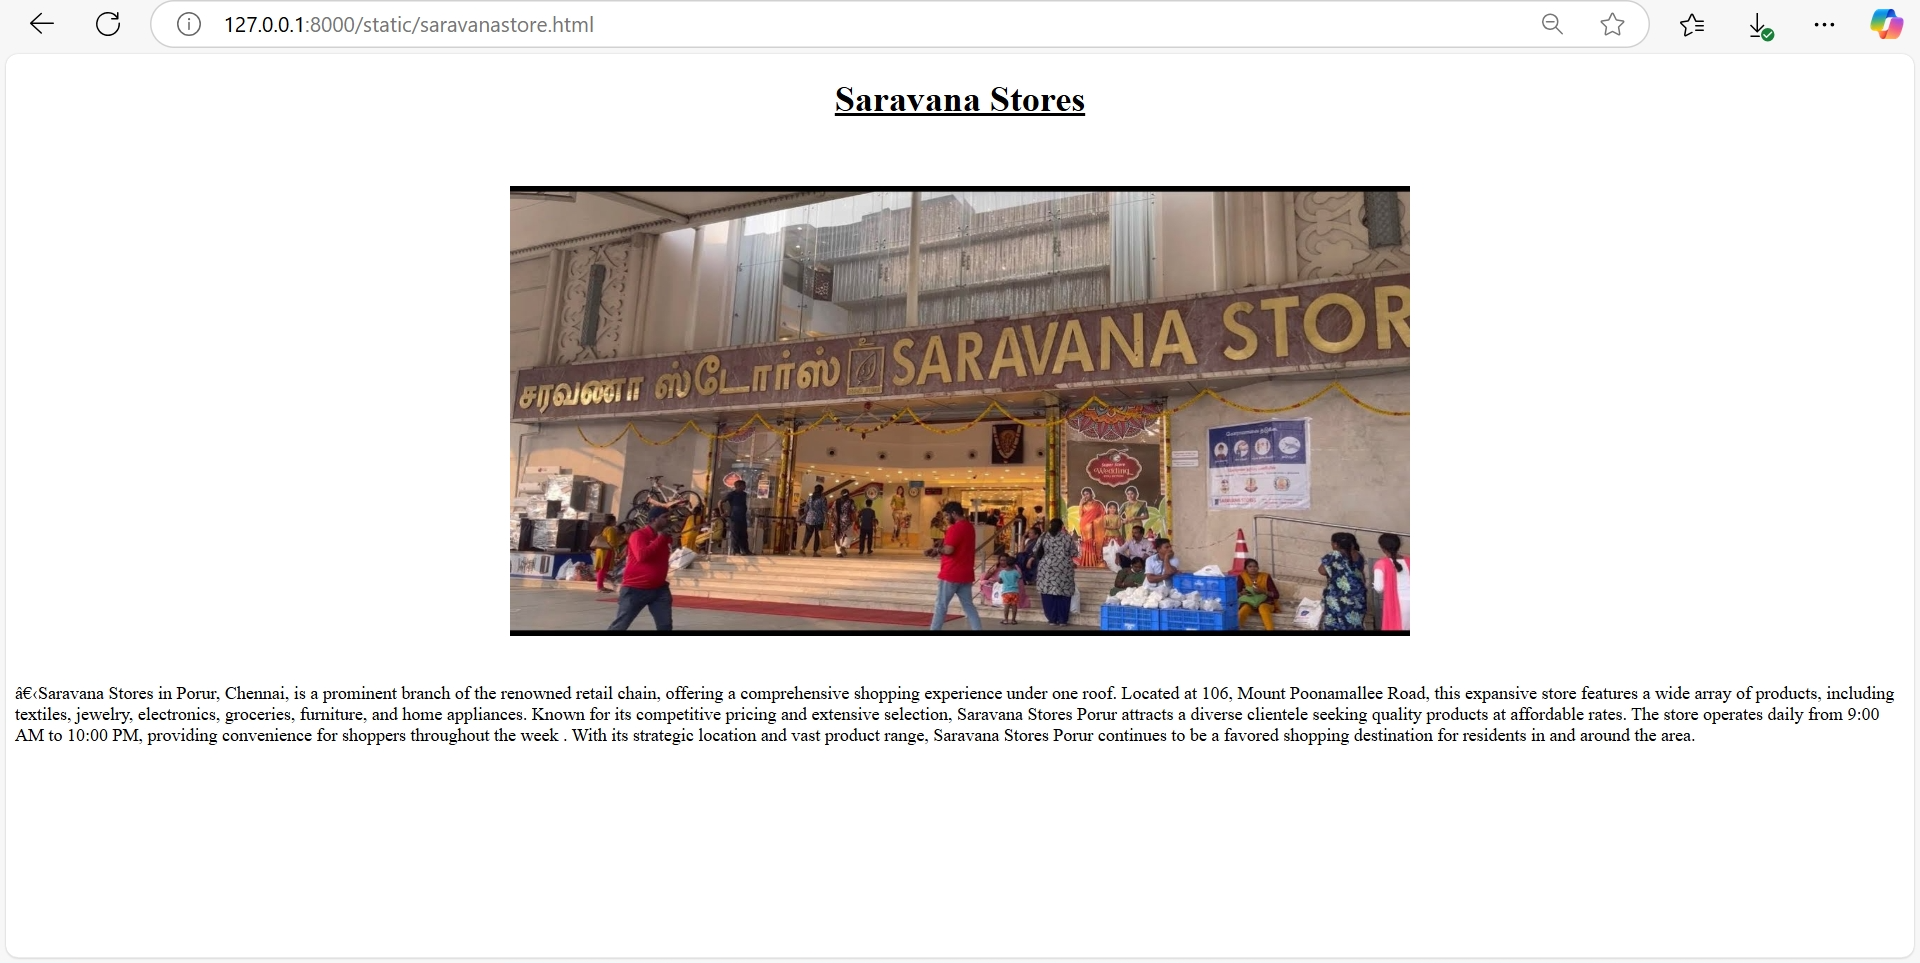 127.0.0.1:8000/static/saravanastore.html
Saravana Stores
சரவணா ஸ்டோர்ஸ் SARAVANA STOR
Wedding
â€‹Saravana Stores in Porur, Chennai, is a prominent branch of the renowned retail chain, offering a comprehensive shopping experience under one roof. Located at 106, Mount Poonamallee Road, this expansive store features a wide array of products, including
textiles, jewelry, electronics, groceries, furniture, and home appliances. Known for its competitive pricing and extensive selection, Saravana Stores Porur attracts a diverse clientele seeking quality products at affordable rates. The store operates daily from 9:00
AM to 10:00 PM, providing convenience for shoppers throughout the week . With its strategic location and vast product range, Saravana Stores Porur continues to be a favored shopping destination for residents in and around the area.